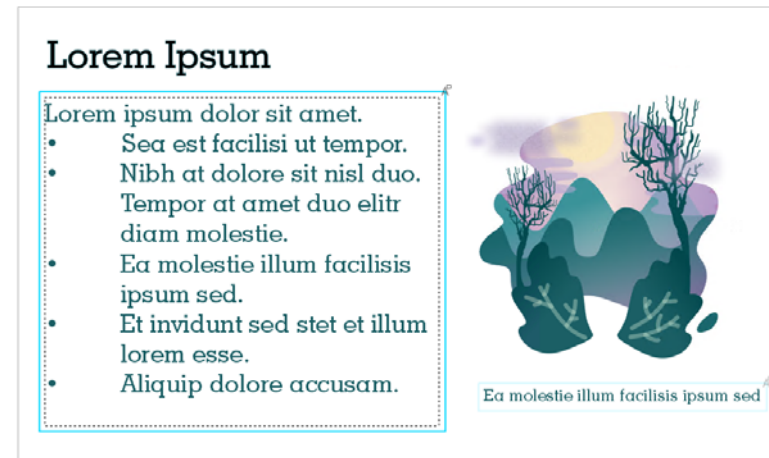 Lorem Ipsum
Lorem ipsum dolor sit amet.
• Sea est facilisi ut tempor.
• Nibh at dolore sit nisl duo.
Tempor at amet duo elitr
diam molestie.
• Ea molestie illum facilisis
ipsum sed.
• Et invidunt sed stet et illum
lorem esse.
• Aliquip dolore accusam.
Ea molestie illum facilisis ipsum sed